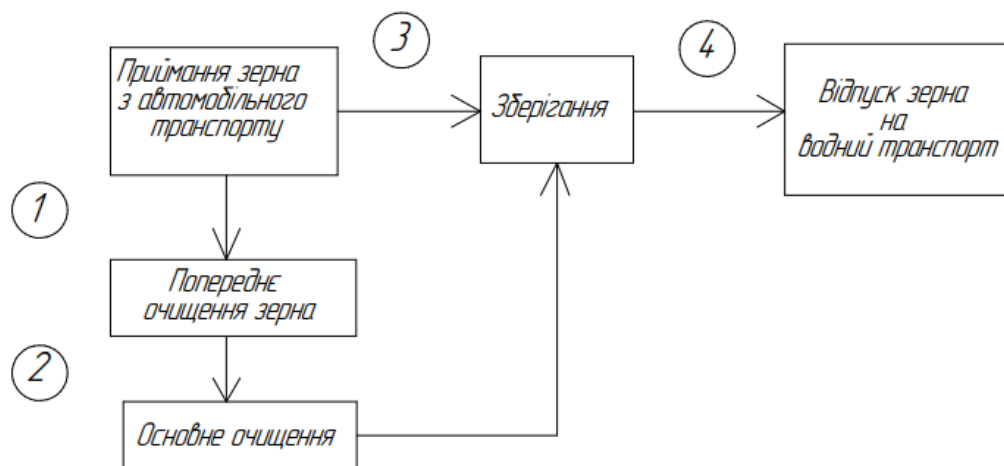 3
4
Приймання зерна
з автомобільного
транспорту
Зберігання
Відпуск зерна
на
водний транспорт
1
Попереднє
очищення зерна
2
Основне очищення